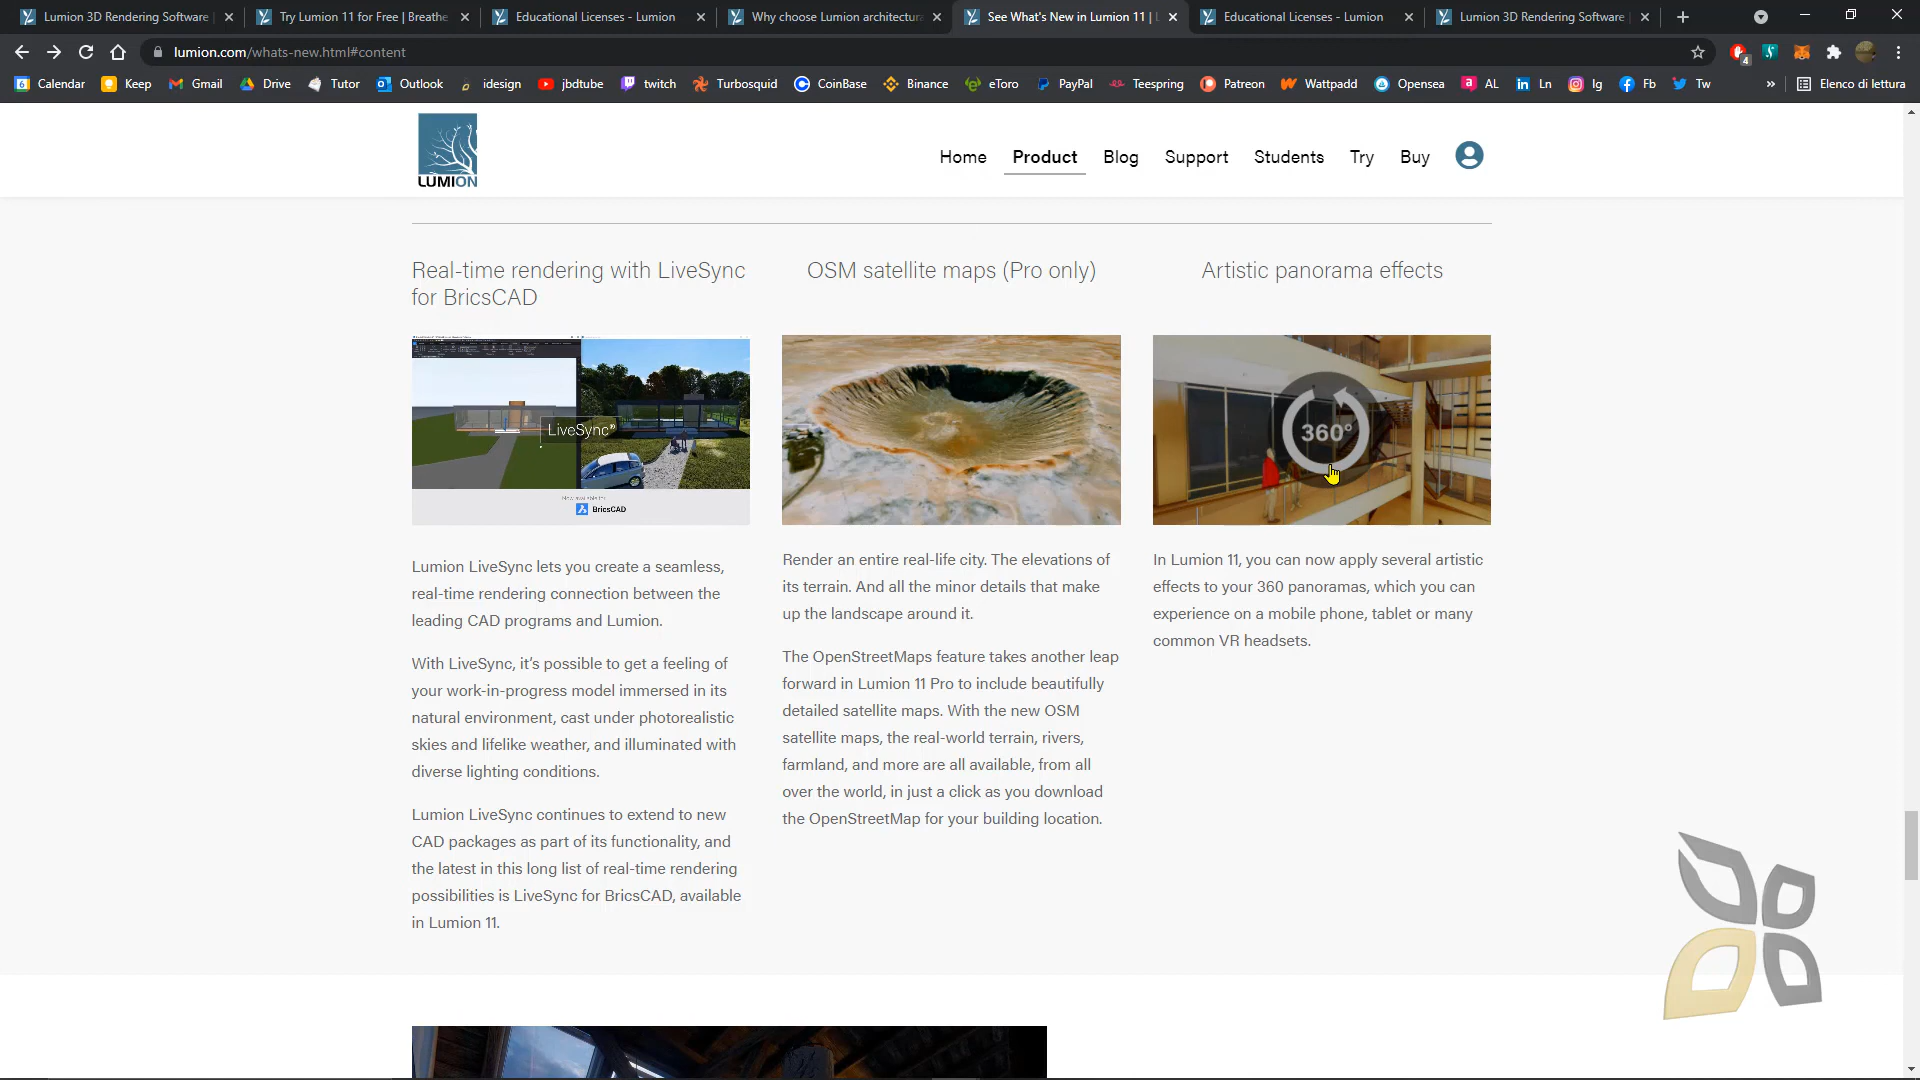 Lumion 3D Rendering Software
Try Lumion 11 for Free | Breathe
Educational Licenses - Lumion
Why choose Lumion architectura
See What's New in Lumion 11 | L
Educational Licenses - Lumion
Lumion 3D Rendering Software |
lumion.com/whats-new.html#content
4
6 Calendar
Keep
Gmail
Drive
Tutor
Outlook
idesign
jbdtube
twitch
Turbosquid
CoinBase
Binance
eToro
PayPal
Teespring
Patreon
Wattpadd
Opensea
a AL
in Ln
Ig
Fb
Tw
»
Elenco di lettura
LUMION
Home
Product
Blog
Support
Students
Try
Buy
Real-time rendering with LiveSync
for BricsCAD
LiveSync®
Now available for
BricsCAD
Lumion LiveSync lets you create a seamless,
real-time rendering connection between the
leading CAD programs and Lumion.
With LiveSync, it's possible to get a feeling of
your work-in-progress model immersed in its
natural environment, cast under photorealistic
skies and lifelike weather, and illuminated with
diverse lighting conditions.
Lumion LiveSync continues to extend to new
CAD packages as part of its functionality, and
the latest in this long list of real-time rendering
possibilities is LiveSync for BricsCAD, available
in Lumion 11.
OSM satellite maps (Pro only)
Render an entire real-life city. The elevations of
its terrain. And all the minor details that make
up the landscape around it.
The OpenStreetMaps feature takes another leap
forward in Lumion 11 Pro to include beautifully
detailed satellite maps. With the new OSM
satellite maps, the real-world terrain, rivers,
farmland, and more are all available, from all
over the world, in just a click as you download
the OpenStreetMap for your building location.
Artistic panorama effects
360°
In Lumion 11, you can now apply several artistic
effects to your 360 panoramas, which you can
experience on a mobile phone, tablet or many
common VR headsets.